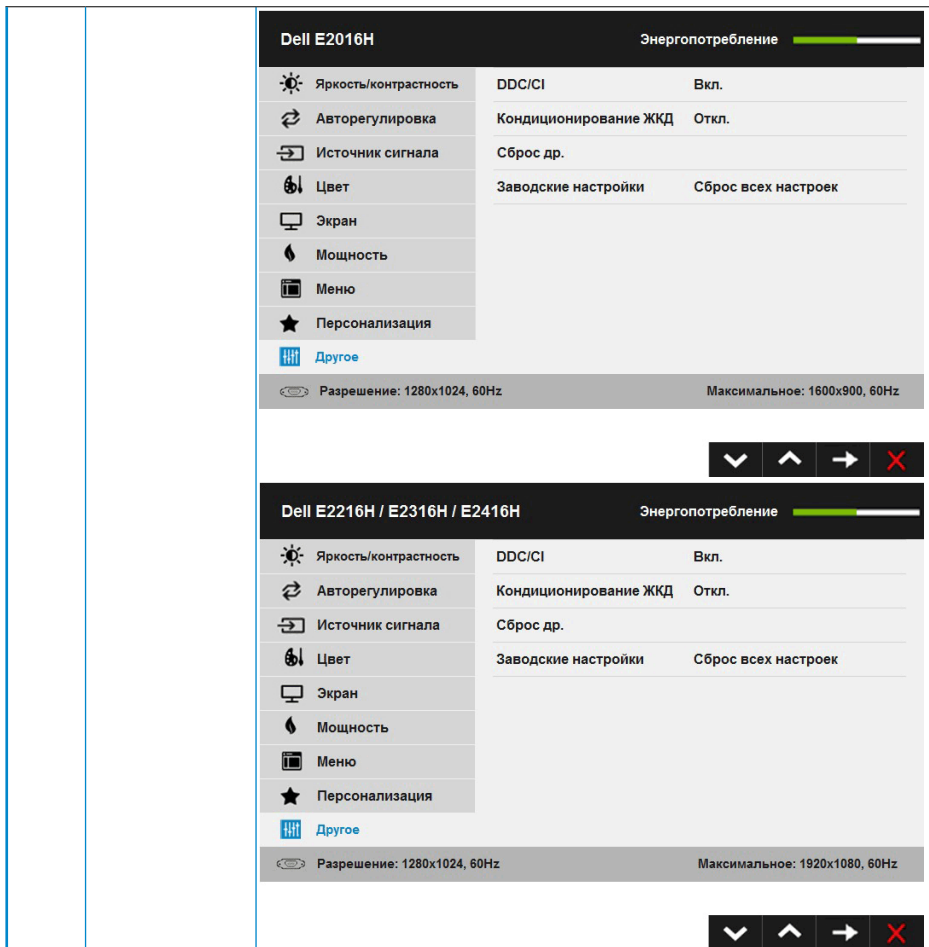 Dell E2016H Энергопотребление
Яркость/контрастность DDC/CI Вкл.
Авторегулировка Кондиционирование ЖКД Откл.
Источник сигнала Сброс др.
Цвет Заводские настройки Сброс всех настроек
Экран
Мощность
Меню
Персонализация
Другое
Разрешение: 1280x1024, 60Hz Максимальное: 1600x900, 60Hz
Dell E2216H / E2316H / E2416H Энергопотребление
Яркость/контрастность DDC/CI Вкл.
Авторегулировка Кондиционирование ЖКД Откл.
Источник сигнала Сброс др.
Цвет Заводские настройки Сброс всех настроек
Экран
Мощность
Меню
Персонализация
Другое
Разрешение: 1280x1024, 60Hz Максимальное: 1920x1080, 60Hz